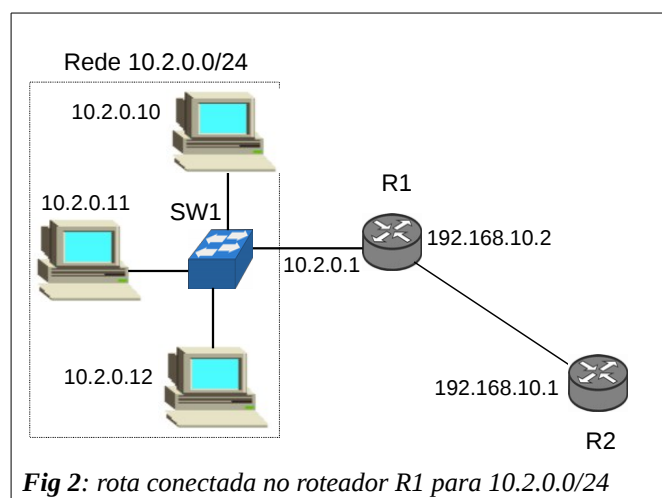 Rede 10.2.0.0/24
10.2.0.10
R1
10.2.0.11
SW1
192.168.10.2
10.2.0.1
10.2.0.12
192.168.10.1
R2
Fig 2: rota conectada no roteador R1 para 10.2.0.0/24